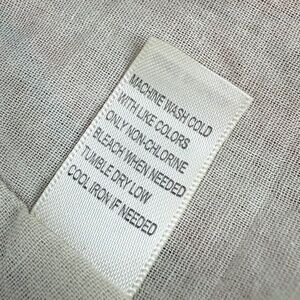 MACHINE WASH COLD
WITH LIKE COLORS
ONLY NON-CHLORINE
BLEACH WHEN NEEDED
TUMBLE DRY LOW
COOL IRON IF NEEDED